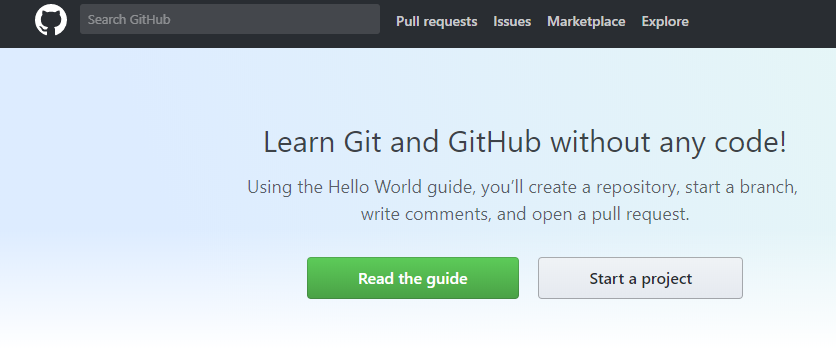 Search GitHub Pull requests Issues Marketplace Explore
Learn Git and GitHub without any code!
Using the Hello World guide, you’ll create a repository, start a branch,
write comments, and open a pull request.
Read the guide Start a project